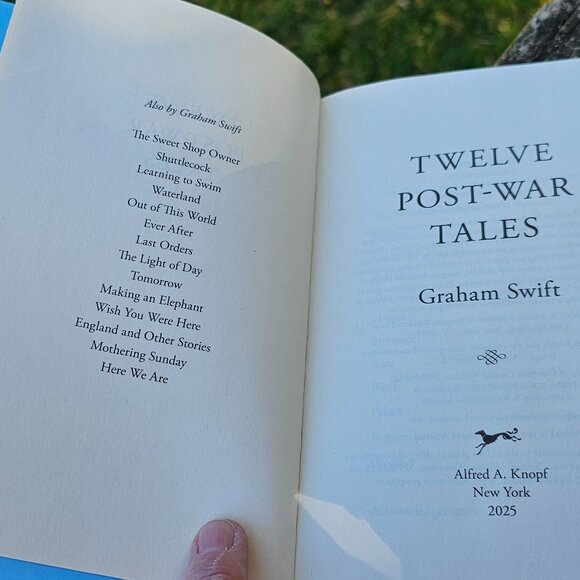 Also by Graham Swift
The Sweet Shop Owner
Shuttlecock
Learning to Swim
Waterland
Out of This World
Ever After
Last Orders
The Light of Day
Tomorrow
Making an Elephant
Wish You Were Here
England and Other Stories
Mothering Sunday
Here We Are
TWELVE
POST-WAR
TALES
Graham Swift
Alfred A. Knopf
New York
2025